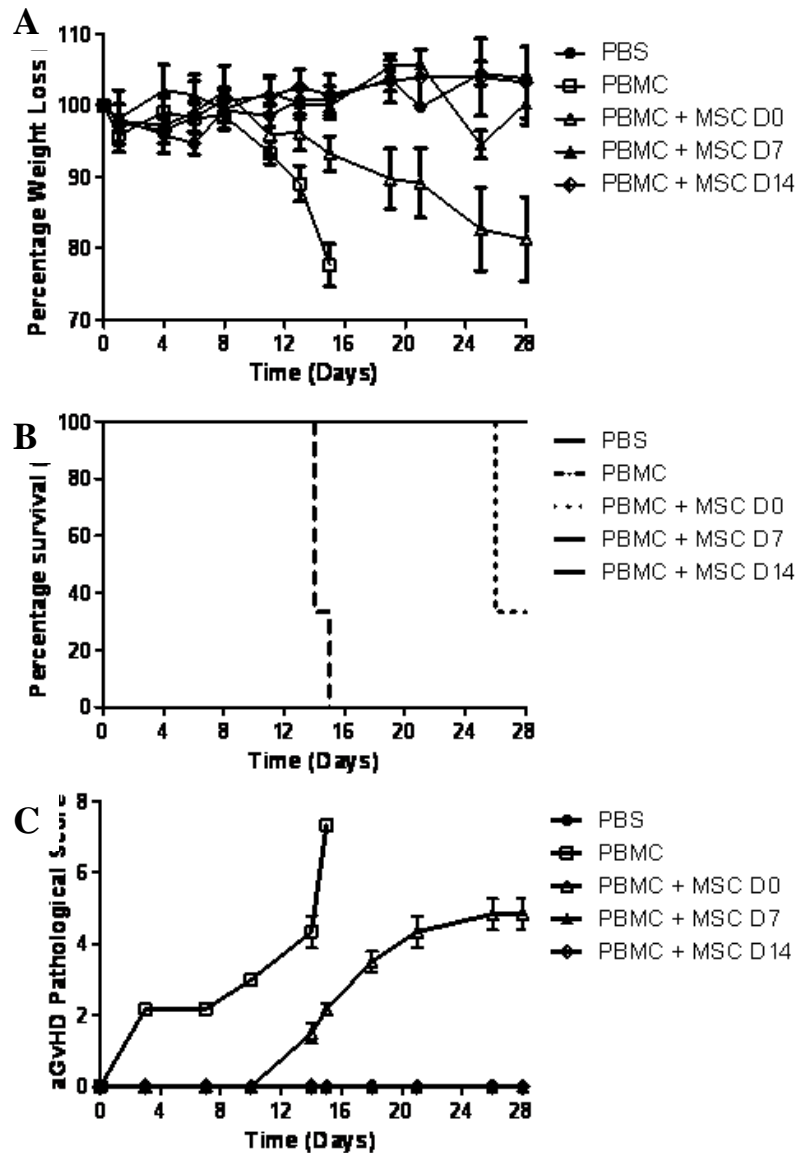 A
Percentage Weight Loss
110
100
90
80
70
0 4 8 12 16 20 24 28
Time (Days)
PBS
PBMC
PBMC + MSC D0
PBMC + MSC D7
PBMC + MSC D14
B
Percentage survival (
100
80
60
40
20
0
0 4 8 12 16 20 24 28
Time (Days)
PBS
PBMC
PBMC + MSC D0
PBMC + MSC D7
PBMC + MSC D14
C
aGvHD Pathological Score
8
6
4
2
0
0 4 8 12 16 20 24 28
Time (Days)
PBS
PBMC
PBMC + MSC D0
PBMC + MSC D7
PBMC + MSC D14